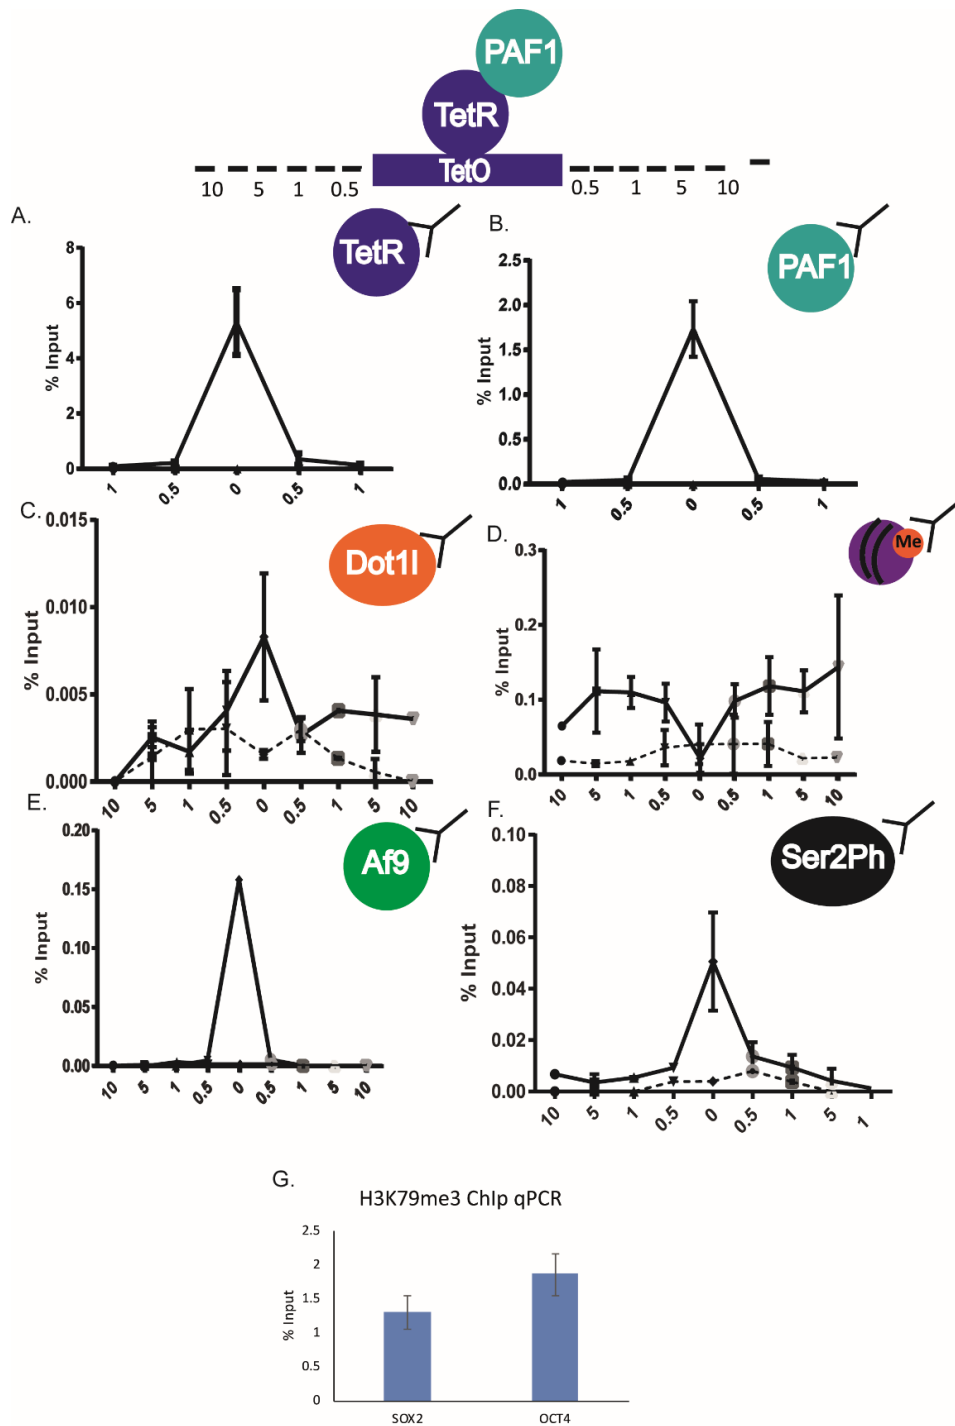 PAF1
TetR
TetO
10 5 1 0.5 0.5 1 5 10
A.
TetR
% Input
8
6
4
2
0
1 0.5 0 0.5 1
B.
PAF1
% Input
2.5
2.0
1.5
1.0
0.5
0.0
1 0.5 0 0.5 1
C.
Dot1l
% Input
0.015
0.010
0.005
0.000
10 5 1 0.5 0 0.5 1 5 10
D.
Me
% Input
0.3
0.2
0.1
0.0
10 5 1 0.5 0 0.5 1 5 10
E.
Af9
% Input
0.20
0.15
0.10
0.05
0.00
10 5 1 0.5 0 0.5 1 5 10
F.
Ser2Ph
% Input
0.10
0.08
0.06
0.04
0.02
0.00
10 5 1 0.5 0 0.5 1 5 1
G.
H3K79me3 ChIp qPCR
% Input
2.5
2
1.5
1
0.5
0
SOX2 OCT4